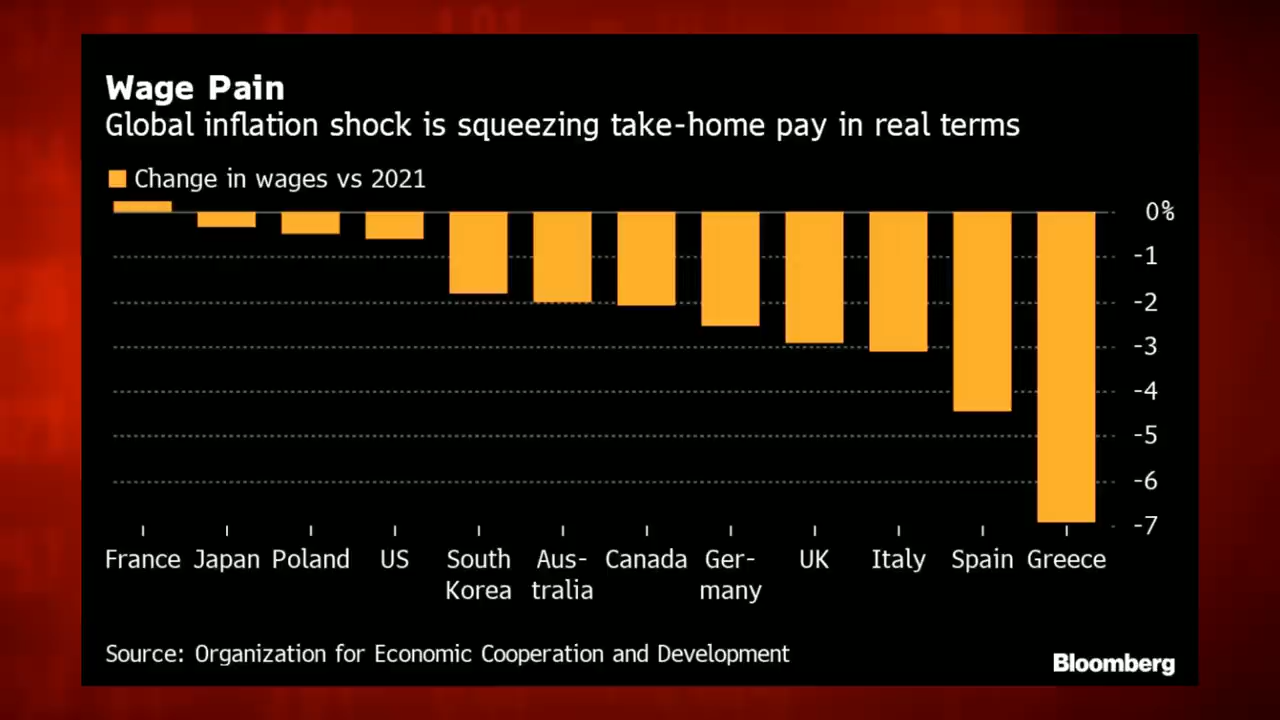 Wage Pain
Global inflation shock is squeezing take-home pay in real terms
Change in wages vs 2021
0%
-1
-2
-3
-4
-5
-6
-7
France Japan Poland US South Korea Aus-tralia Canada Ger-many UK Italy Spain Greece
Source: Organization for Economic Cooperation and Development
Bloomberg